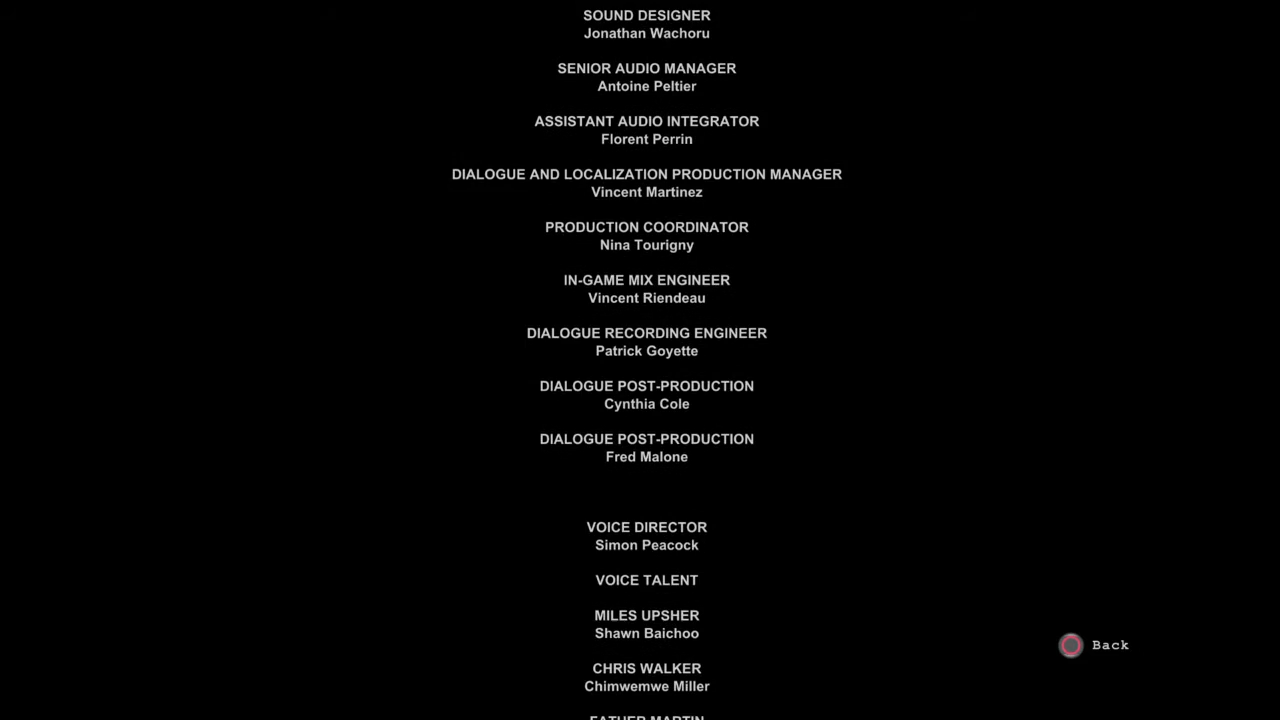 SOUND DESIGNER
Jonathan Wachoru
SENIOR AUDIO MANAGER
Antoine Peltier
ASSISTANT AUDIO INTEGRATOR
Florent Perrin
DIALOGUE AND LOCALIZATION PRODUCTION MANAGER
Vincent Martinez
PRODUCTION COORDINATOR
Nina Tourigny
IN-GAME MIX ENGINEER
Vincent Riendeau
DIALOGUE RECORDING ENGINEER
Patrick Goyette
DIALOGUE POST-PRODUCTION
Cynthia Cole
DIALOGUE POST-PRODUCTION
Fred Malone
VOICE DIRECTOR
Simon Peacock
VOICE TALENT
MILES UPSHER
Shawn Baichoo
Back
CHRIS WALKER
Chimwemwe Miller
FATHER MARTIN